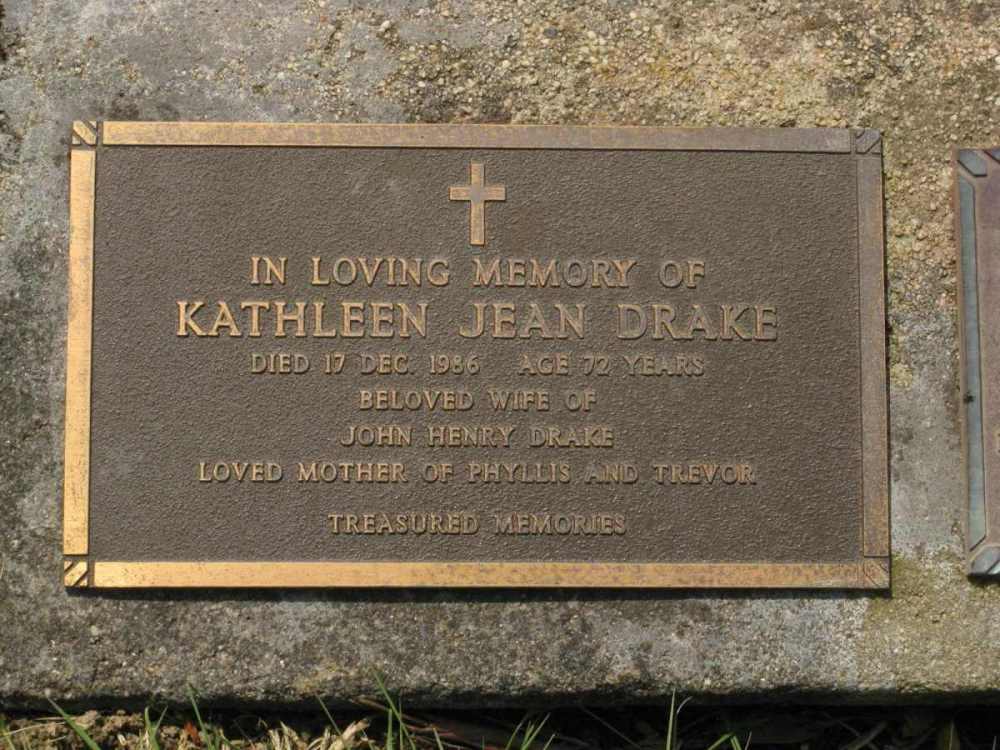 IN LOVING MEMORY OF
KATHLEEN JEAN DRAKE
DIED 17 DEC. 1986 AGE 72 YEARS
BELOVED WIFE OF
JOHN HENRY DRAKE
LOVED MOTHER OF PHYLLIS AND TREVOR
TREASURED MEMORIES